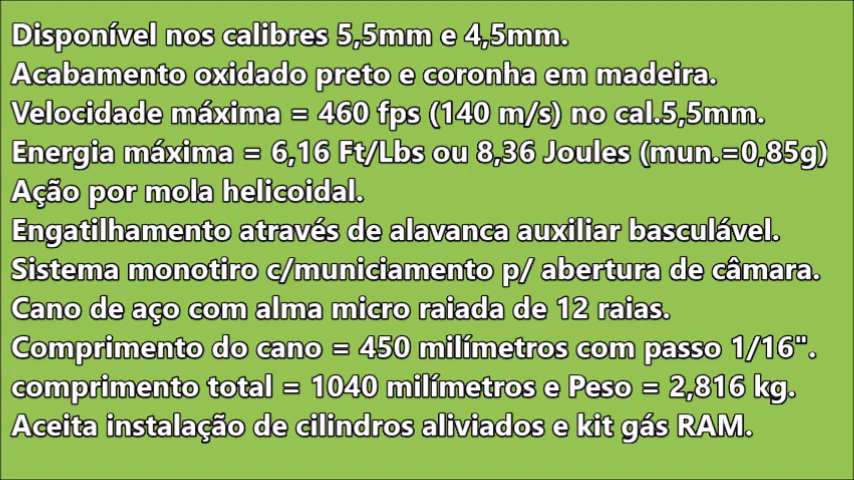 Disponível nos calibres 5,5mm e 4,5mm.
Acabamento oxidado preto e coronha em madeira.
Velocidade máxima = 460 fps (140 m/s) no cal.5,5mm.
Energia máxima = 6,16 Ft/Lbs ou 8,36 Joules (mun.=0,85g)
Ação por mola helicoidal.
Engatilhamento através de alavanca auxiliar basculável.
Sistema monotiro c/municiamento p/ abertura de câmara.
Cano de aço com alma micro raiada de 12 raias.
Comprimento do cano = 450 milímetros com passo 1/16".
comprimento total = 1040 milímetros e Peso = 2,816 kg.
Aceita instalação de cilindros aliviados e kit gás RAM.